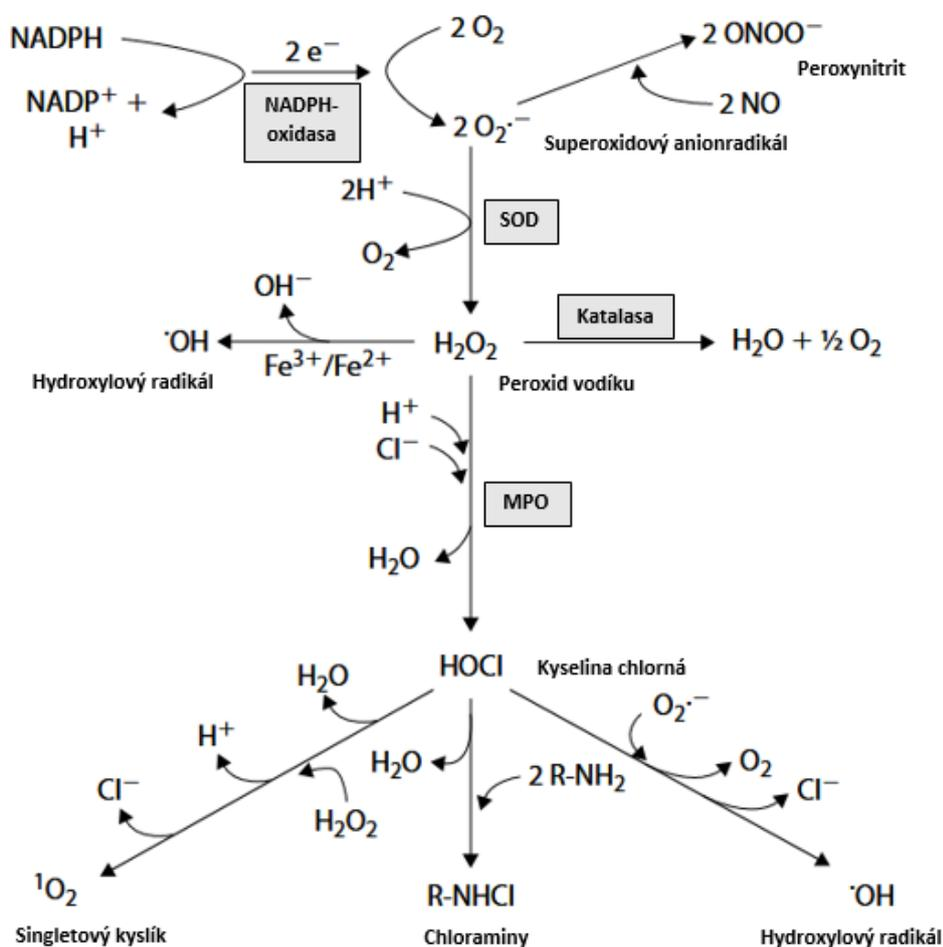 NADPH
2 e⁻
2 O₂
2 ONOO⁻
Peroxynitrit
NADP⁺ +
H⁺
NADPH-
oxidasa
2 O₂·⁻
2 NO
Superoxidový anionradikál
2H⁺
SOD
O₂
OH⁻
Katalasa
·OH
Fe³⁺/Fe²⁺
H₂O₂
H₂O + ½ O₂
Hydroxylový radikál
Peroxid vodíku
H⁺
Cl⁻
MPO
H₂O
HOCl
Kyselina chlorná
H₂O
O₂·⁻
H⁺
H₂O
O₂
2 R-NH₂
Cl⁻
Cl⁻
H₂O₂
¹O₂
R-NHCl
·OH
Singletový kyslík
Chloraminy
Hydroxylový radikál